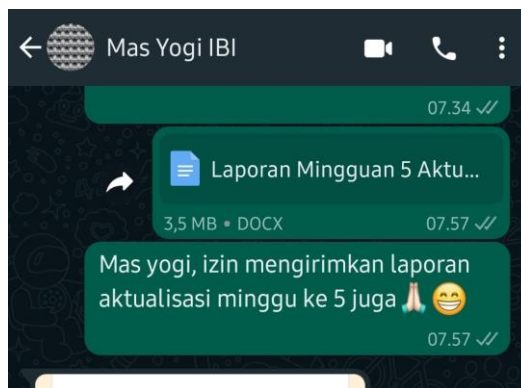 Mas Yogi IBI
07.34
Laporan Mingguan 5 Aktu...
3,5 MB • DOCX 07.57
Mas yogi, izin mengirimkan laporan
aktualisasi minggu ke 5 juga 🙏🏻 😁
07.57